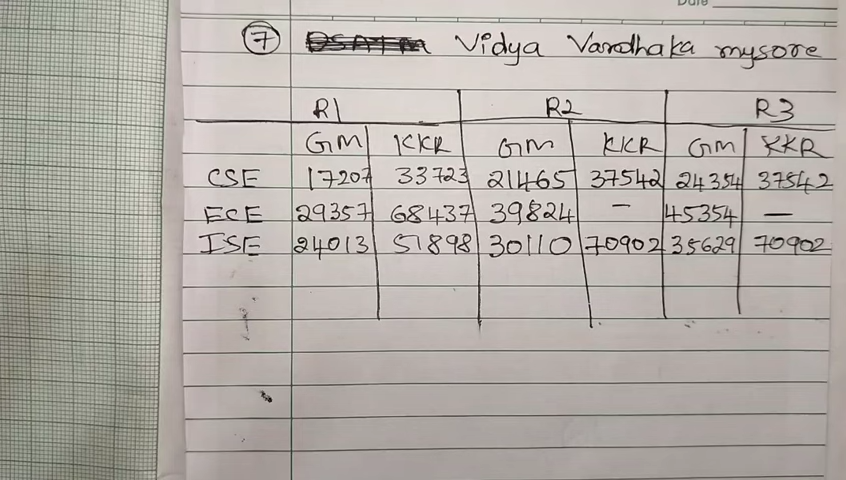 Date
7 Vidya Vardhaka mysore
R1 R2 R3
GM KKR GM KKR GM KKR
CSE 17207 33723 21465 37542 24354 37542
ECE 29357 68437 39824 - 45354 -
ISE 24013 51898 30110 70902 35629 70902